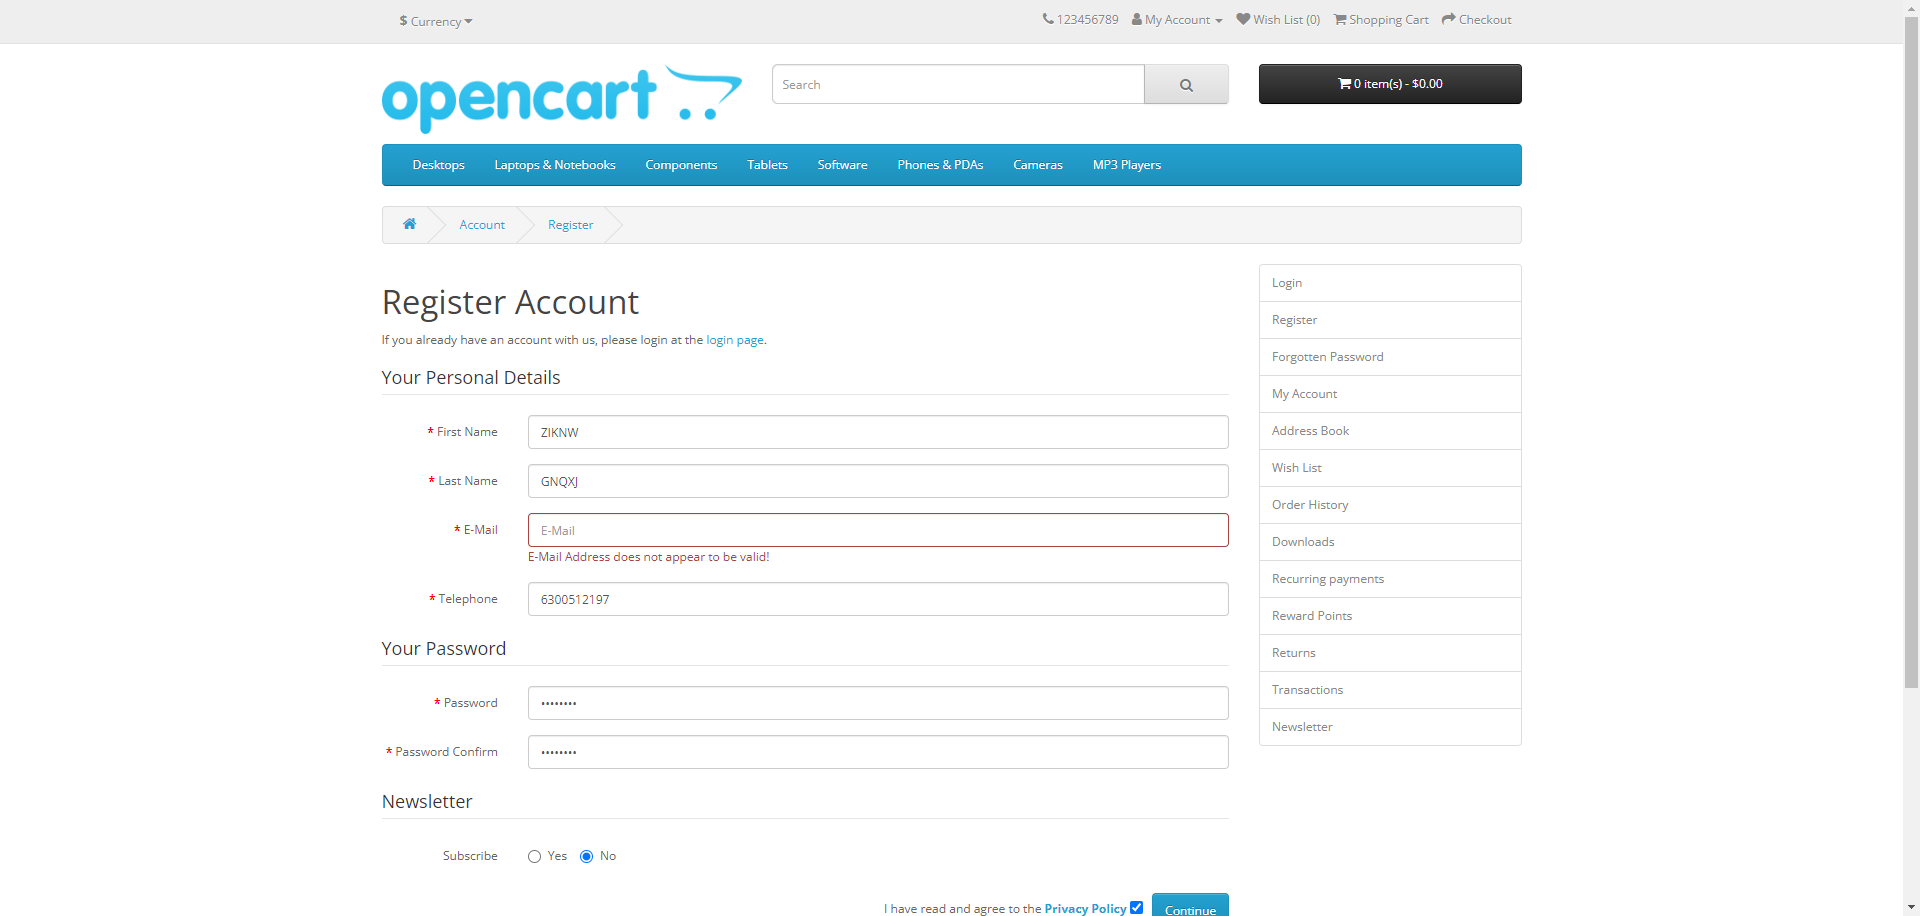 $ Currency
123456789 My Account Wish List (0) Shopping Cart Checkout
opencart
Search
0 item(s) - $0.00
Desktops Laptops & Notebooks Components Tablets Software Phones & PDAs Cameras MP3 Players
Account Register
Register Account
If you already have an account with us, please login at the login page.
Your Personal Details
* First Name ZIKNW
* Last Name GNQXJ
* E-Mail E-Mail
E-Mail Address does not appear to be valid!
* Telephone 6300512197
Your Password
* Password ••••••••
* Password Confirm ••••••••
Newsletter
Subscribe Yes No
I have read and agree to the Privacy Policy Continue
Login
Register
Forgotten Password
My Account
Address Book
Wish List
Order History
Downloads
Recurring payments
Reward Points
Returns
Transactions
Newsletter